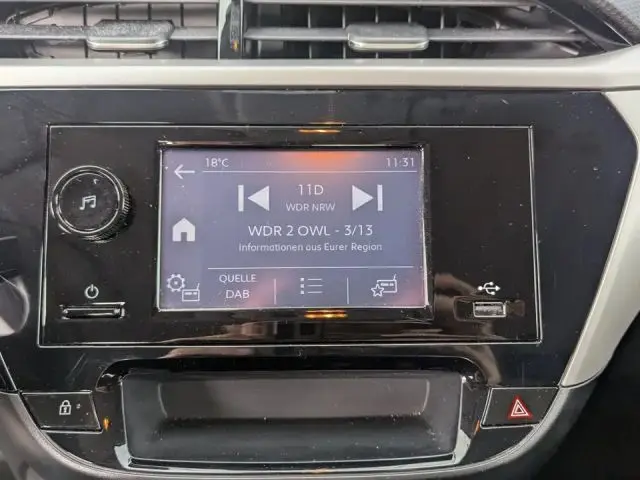 18°C
11:31
11D
WDR NRW
WDR 2 OWL - 3/13
Informationen aus Eurer Region
QUELLE
DAB